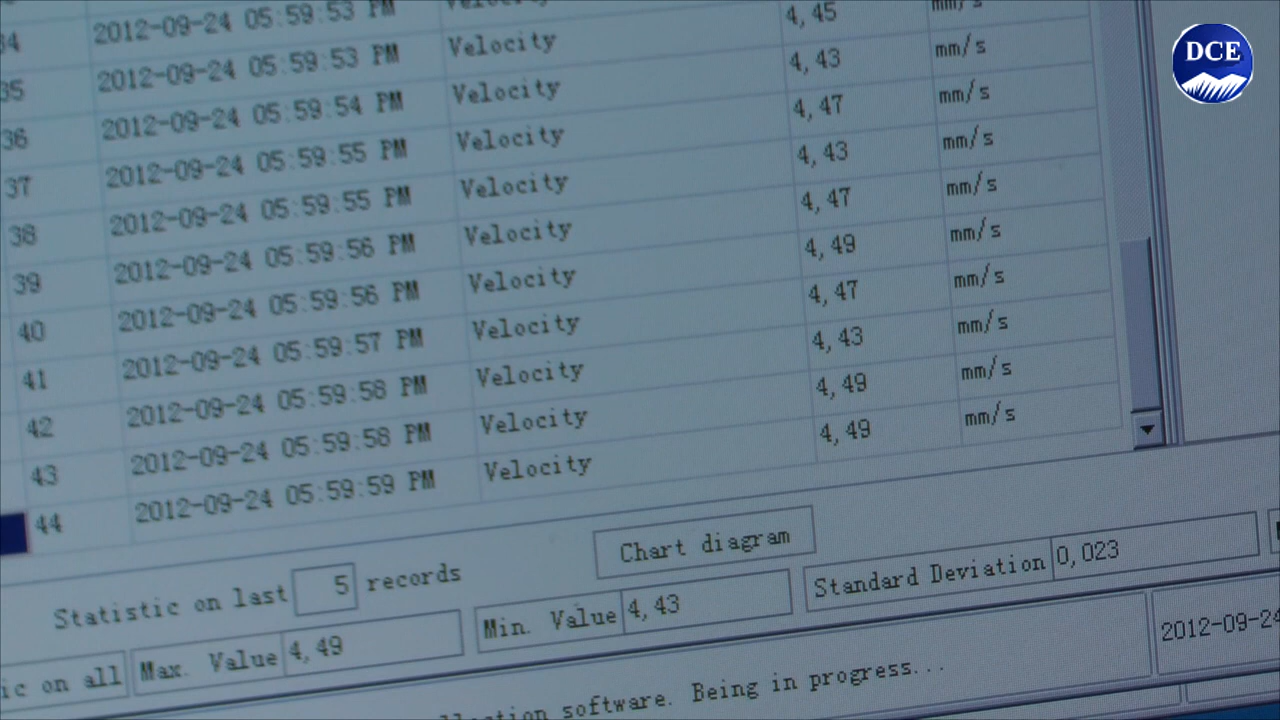 34 2012-09-24 05:59:53 PM Velocity
35 2012-09-24 05:59:53 PM Velocity 4,45 mm/s
36 2012-09-24 05:59:54 PM Velocity 4,43 mm/s
37 2012-09-24 05:59:55 PM Velocity 4,47 mm/s
38 2012-09-24 05:59:55 PM Velocity 4,43 mm/s
39 2012-09-24 05:59:56 PM Velocity 4,47 mm/s
40 2012-09-24 05:59:56 PM Velocity 4,49 mm/s
41 2012-09-24 05:59:57 PM Velocity 4,47 mm/s
42 2012-09-24 05:59:58 PM Velocity 4,43 mm/s
43 2012-09-24 05:59:58 PM Velocity 4,49 mm/s
44 2012-09-24 05:59:59 PM Velocity 4,49 mm/s
Statistic on last 5 records Chart diagram
ic on all Max. Value 4,49 Min. Value 4,43 Standard Deviation 0,023
software. Being in progress... 2012-09-24
DCE